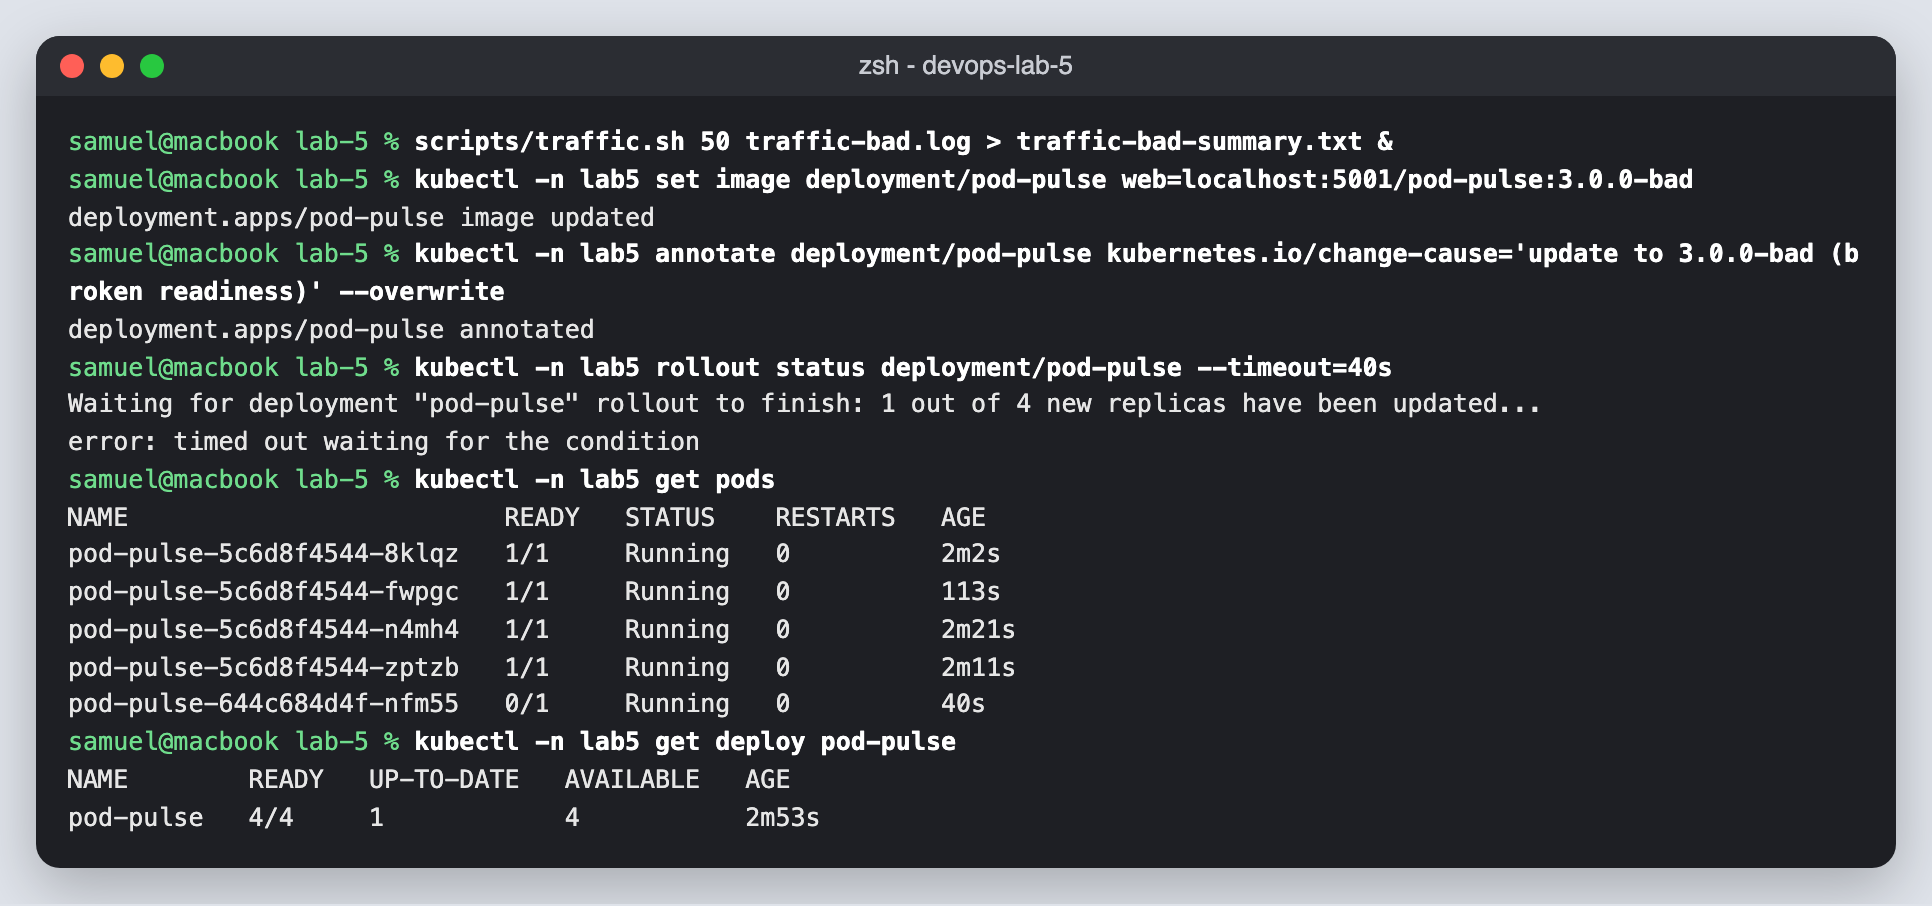 zsh - devops-lab-5
samuel@macbook lab-5 % scripts/traffic.sh 50 traffic-bad.log > traffic-bad-summary.txt &
samuel@macbook lab-5 % kubectl -n lab5 set image deployment/pod-pulse web=localhost:5001/pod-pulse:3.0.0-bad
deployment.apps/pod-pulse image updated
samuel@macbook lab-5 % kubectl -n lab5 annotate deployment/pod-pulse kubernetes.io/change-cause='update to 3.0.0-bad (b
roken readiness)' --overwrite
deployment.apps/pod-pulse annotated
samuel@macbook lab-5 % kubectl -n lab5 rollout status deployment/pod-pulse --timeout=40s
Waiting for deployment "pod-pulse" rollout to finish: 1 out of 4 new replicas have been updated...
error: timed out waiting for the condition
samuel@macbook lab-5 % kubectl -n lab5 get pods
NAME                         READY   STATUS    RESTARTS   AGE
pod-pulse-5c6d8f4544-8klqz   1/1     Running   0          2m2s
pod-pulse-5c6d8f4544-fwpgc   1/1     Running   0          113s
pod-pulse-5c6d8f4544-n4mh4   1/1     Running   0          2m21s
pod-pulse-5c6d8f4544-zptzb   1/1     Running   0          2m11s
pod-pulse-644c684d4f-nfm55   0/1     Running   0          40s
samuel@macbook lab-5 % kubectl -n lab5 get deploy pod-pulse
NAME        READY   UP-TO-DATE   AVAILABLE   AGE
pod-pulse   4/4     1            4           2m53s